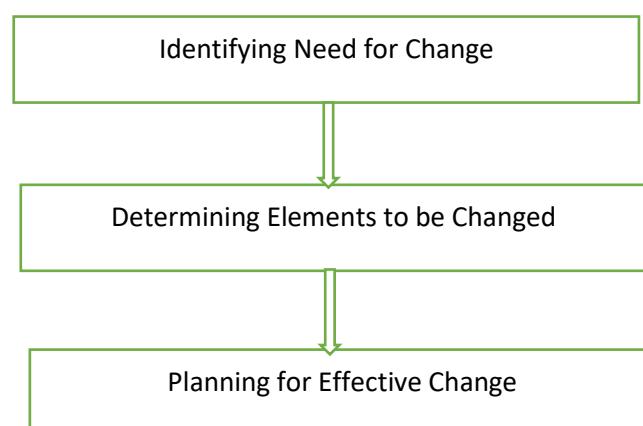 Identifying Need for Change
Determining Elements to be Changed
Planning for Effective Change